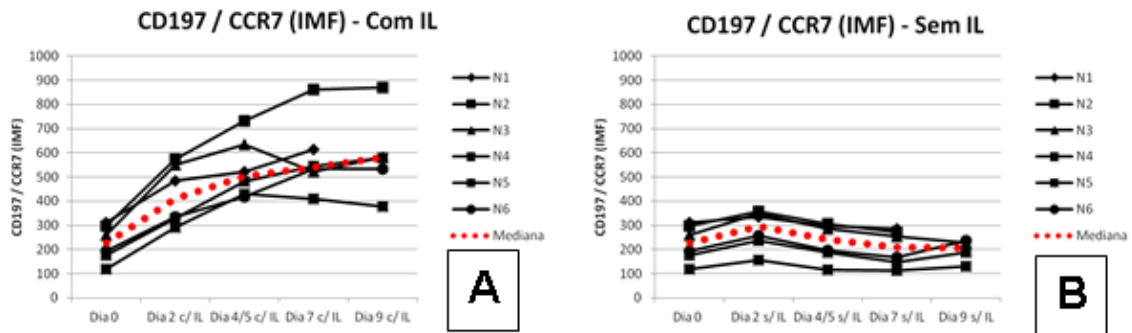 CD197 / CCR7 (IMF) - Com IL
1000
900
800
700
600
500
400
300
200
100
0
CD197 / CCR7 (IMF)
Dia 0
Dia 2 c/ IL
Dia 4/5 c/ IL
Dia 7 c/ IL
Dia 9 c/ IL
N1
N2
N3
N4
N5
N6
Mediana
A
CD197 / CCR7 (IMF) - Sem IL
1000
900
800
700
600
500
400
300
200
100
0
CD197 / CCR7 (IMF)
Dia 0
Dia 2 s/ IL
Dia 4/5 s/ IL
Dia 7 s/ IL
Dia 9 s/ IL
N1
N2
N3
N4
N5
N6
Mediana
B